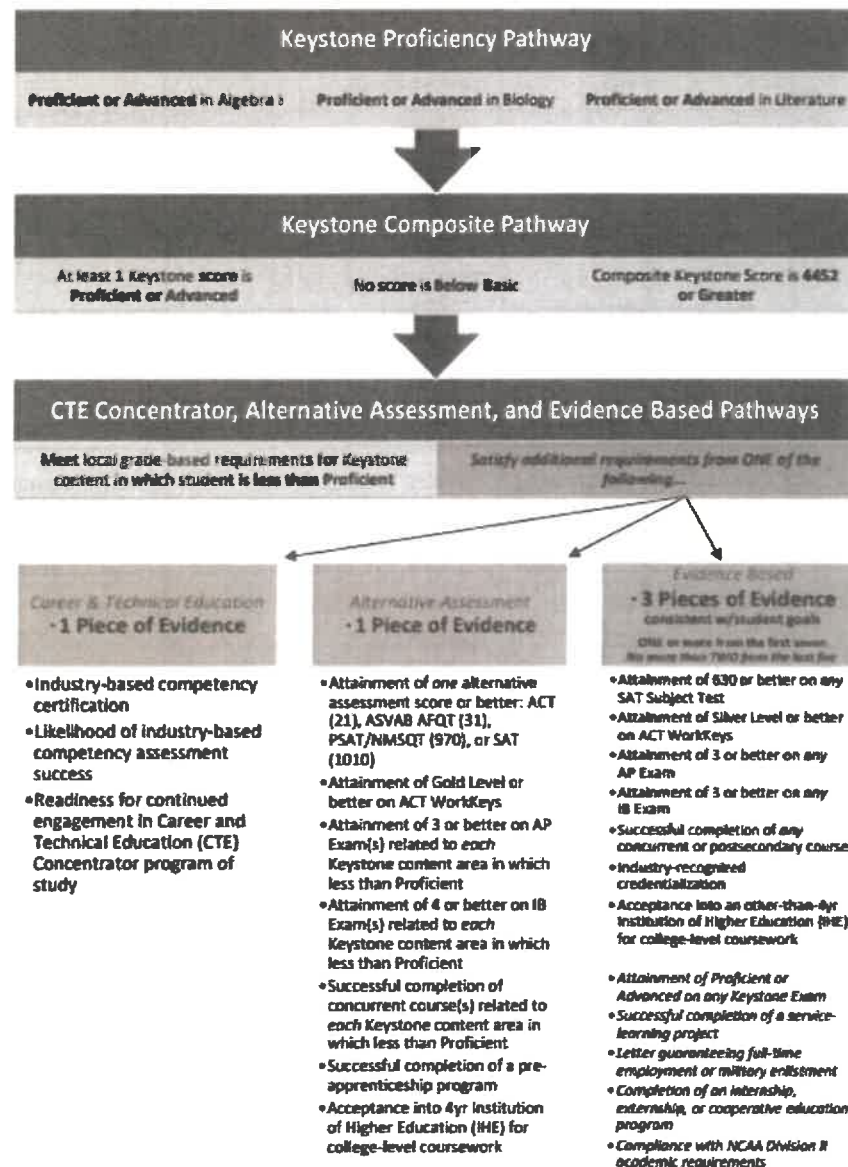 Keystone Proficiency Pathway
Proficient or Advanced in Algebra I
Proficient or Advanced in Biology
Proficient or Advanced in Literature
Keystone Composite Pathway
At least 1 Keystone score is
Proficient or Advanced
No score is Below Basic
Composite Keystone Score is 4452
or Greater
CTE Concentrator, Alternative Assessment, and Evidence Based Pathways
Meet local grade-based requirements for Keystone
content in which student is less than Proficient
Satisfy additional requirements from ONE of the
following...
Career & Technical Education
• 1 Piece of Evidence
• Industry-based competency
certification
• Likelihood of industry-based
competency assessment
success
• Readiness for continued
engagement in Career and
Technical Education (CTE)
Concentrator program of
study
Alternative Assessment
• 1 Piece of Evidence
• Attainment of one alternative
assessment score or better: ACT
(21), ASVAB AFQT (31),
PSAT/NMSQT (970), or SAT
(1010)
• Attainment of Gold Level or
better on ACT WorkKeys
• Attainment of 3 or better on AP
Exam(s) related to each
Keystone content area in which
less than Proficient
• Attainment of 4 or better on IB
Exam(s) related to each
Keystone content area in which
less than Proficient
• Successful completion of
concurrent course(s) related to
each Keystone content area in
which less than Proficient
• Successful completion of a pre-
apprenticeship program
• Acceptance into 4yr Institution
of Higher Education (IHE) for
college-level coursework
Evidence Based
• 3 Pieces of Evidence
consistent w/student goals
ONE or more from the first seven
No more than TWO from the last five
• Attainment of 630 or better on any
SAT Subject Test
• Attainment of Silver Level or better
on ACT WorkKeys
• Attainment of 3 or better on any
AP Exam
• Attainment of 3 or better on any
IB Exam
• Successful completion of any
concurrent or postsecondary course
• Industry-recognized
credentialization
• Acceptance into an other-than-4yr
Institution of Higher Education (IHE)
for college-level coursework
• Attainment of Proficient or
Advanced on any Keystone Exam
• Successful completion of a service-
learning project
• Letter guaranteeing full-time
employment or military enlistment
• Completion of an internship,
externship, or cooperative education
program
• Compliance with NCAA Division II
academic requirements